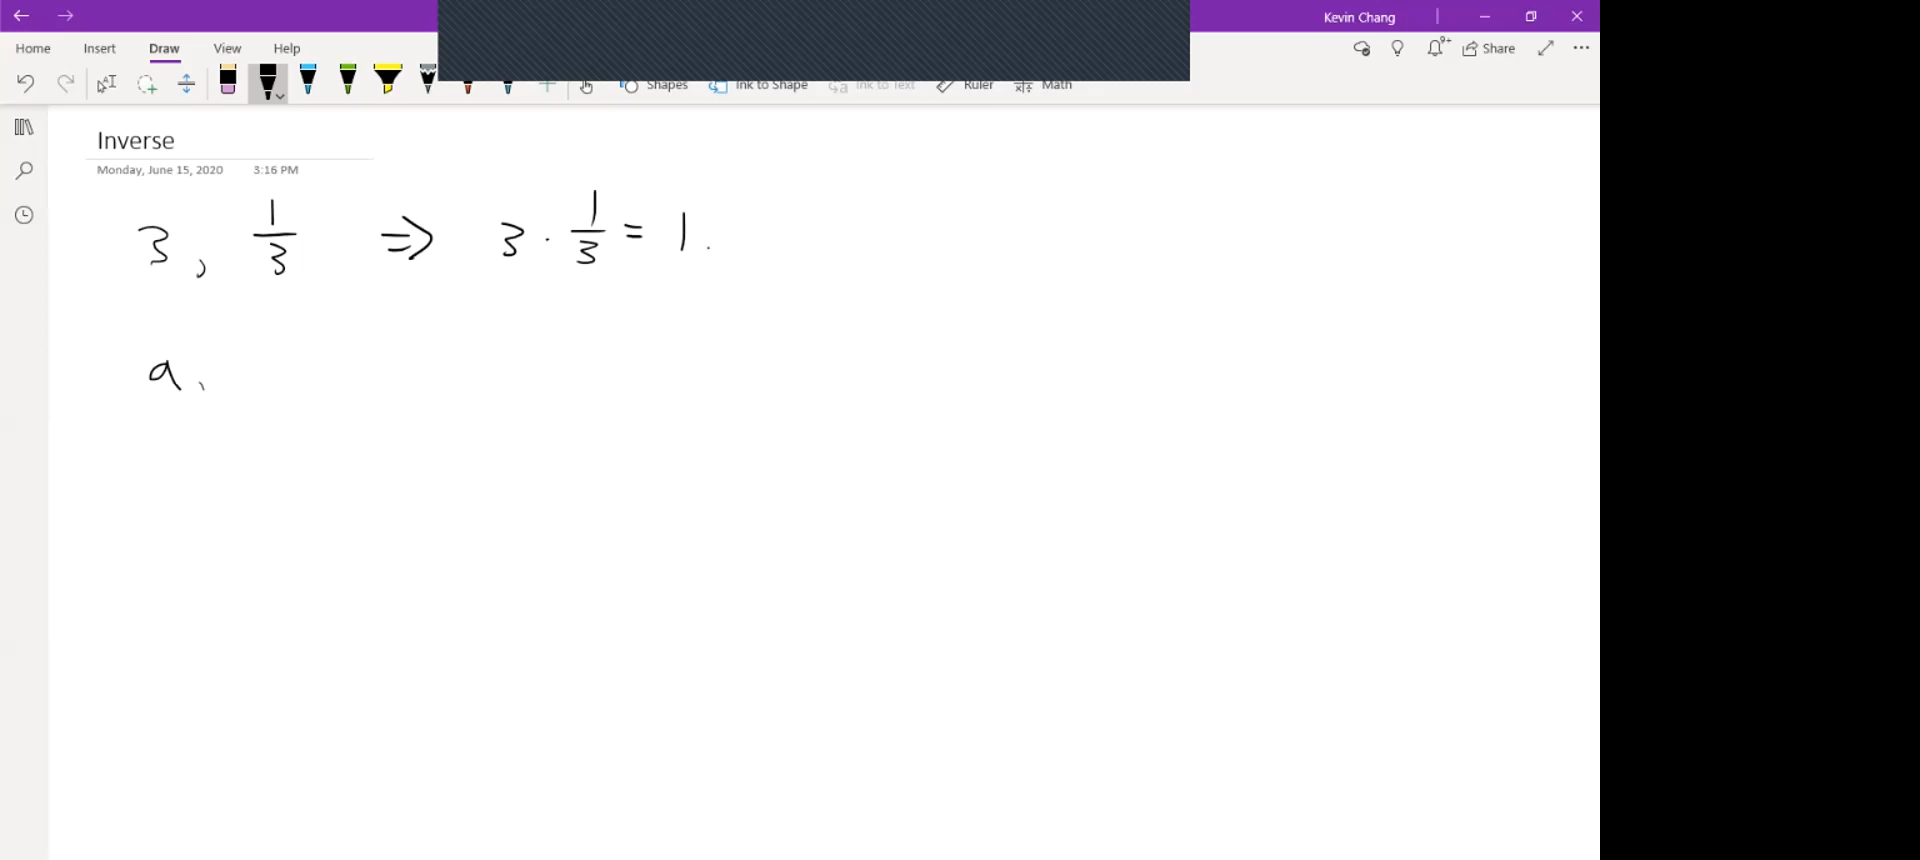 Kevin Chang
Home Insert Draw View Help
9+ Share
Shapes Ink to Shape Ink to Text Ruler Math
Inverse
Monday, June 15, 2020 3:16 PM
3, 1/3 ⇒ 3 · 1/3 = 1.
a,